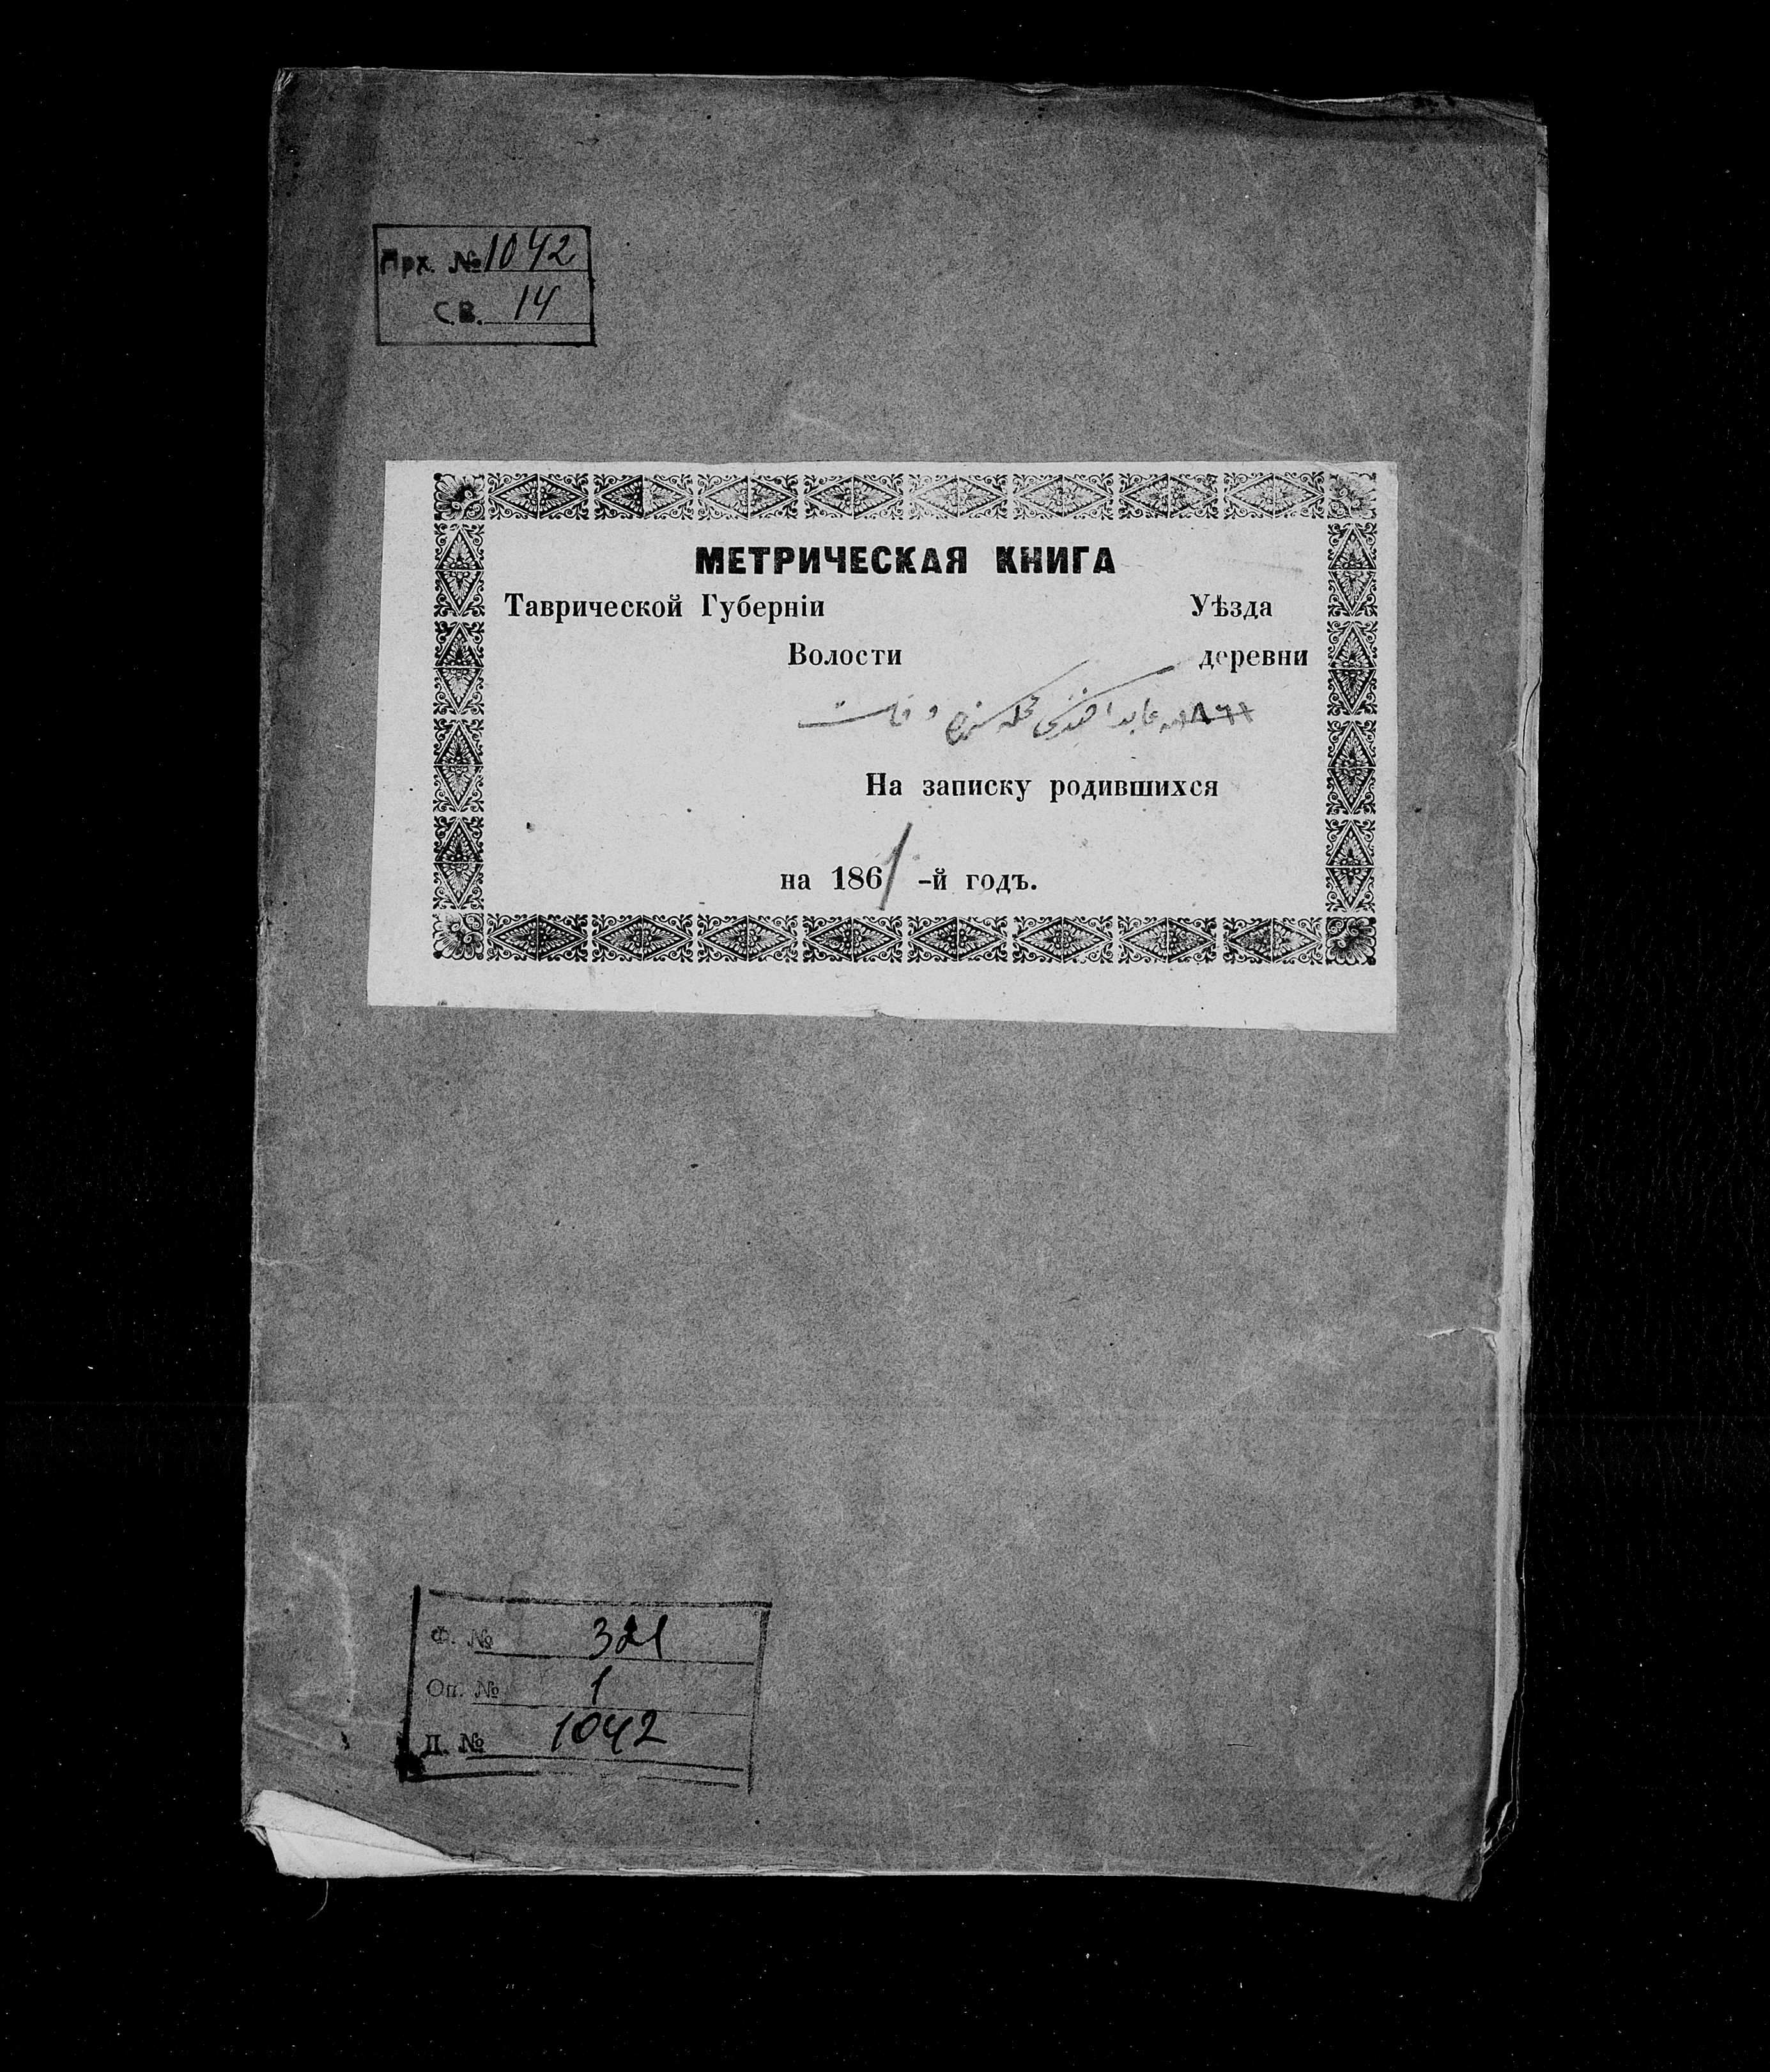 Арх. № 1042
С.В. 14
МЕТРИЧЕСКАЯ КНИГА
Таврической Губерніи Уѣзда
Волости деревни
محله و
На записку родившихся
на 1861-й годъ.
Ф. № 321
Оп. № 1
Д. № 1042